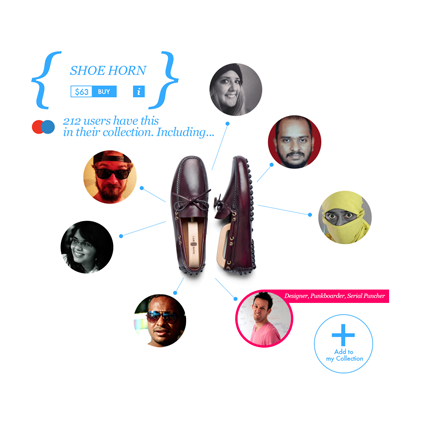 SHOE HORN
$63 BUY i
212 users have this
in their collection. Including...
Designer, Punkboarder, Serial Puncher
Add to
my Collection